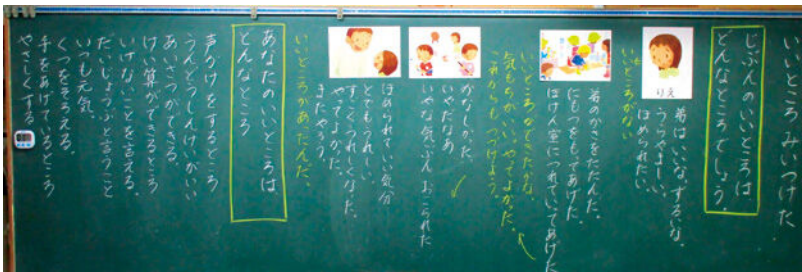 いいところ みいつけた
じぶんのいいところは
どんなところでしょう。
りえ
君はいいな、ずるいな。
うらやましい。
ほめられたい。
いいところがない
君のかさをたたんだ。
にもつをもってあげた。
ほけん室につれていってあげた
いいところができたかな。
気もちがいい。やってよかった。
これからも つづけよう。
かなしかった
いやだなあ
いやな気ぶん おこられた
ほめられていい気分
とてもうれしい。
すごくうれしくなった。
やってよかった。
またやろう。
いいところがあったんだ。
あなたのいいところは、
どんなところ
声かけをするところ
うんどうしんけいがいい
あいさつができる。
けい算ができるところ
いけないことを言える。
だいじょうぶと言うこと
いつも元気。
くつをそろえる。
手をあげているところ
やさしくする